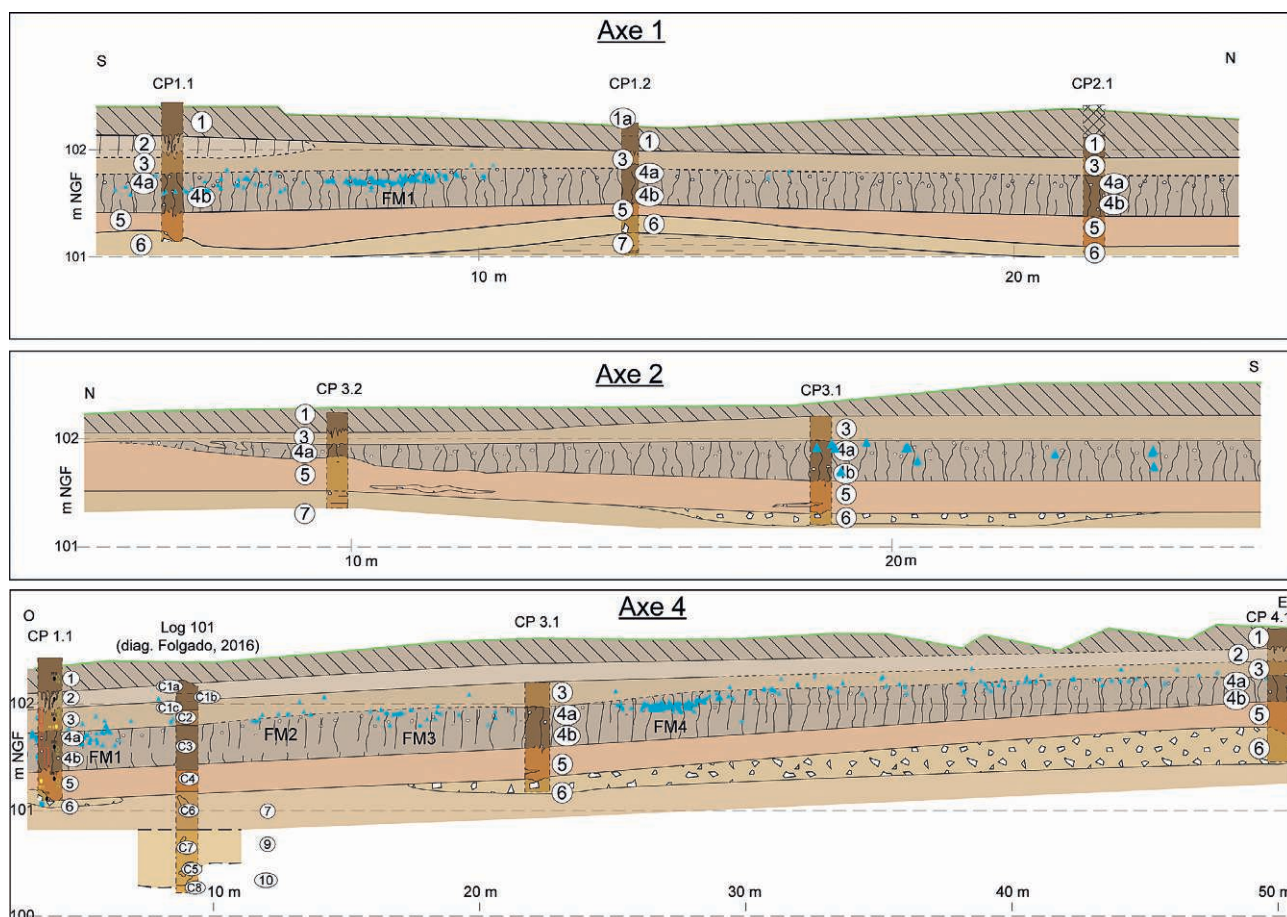 Axe 1
S
N
CP1.1
CP1.2
CP2.1
1
1a
1
1
2
102
3
3
3
4a
4a
4a
4b
4b
4b
FM1
5
5
5
6
6
6
7
101
m NGF
10 m
20 m
Axe 2
N
S
CP 3.2
CP3.1
1
102
3
3
4a
4a
4b
5
5
7
6
101
m NGF
10 m
20 m
Axe 4
O
E
CP 1.1
Log 101
(diag. Folgado, 2016)
CP 3.1
CP 4.1
1
C1a
C1b
1
2
2
102
C1c
3
3
3
C2
4a
4a
4a
4b
C3
4b
4b
FM1
FM2
FM3
FM4
5
C4
5
5
6
C6
6
6
101
7
C7
9
C5
C8
10
m NGF
10 m
20 m
30 m
40 m
50 m
100